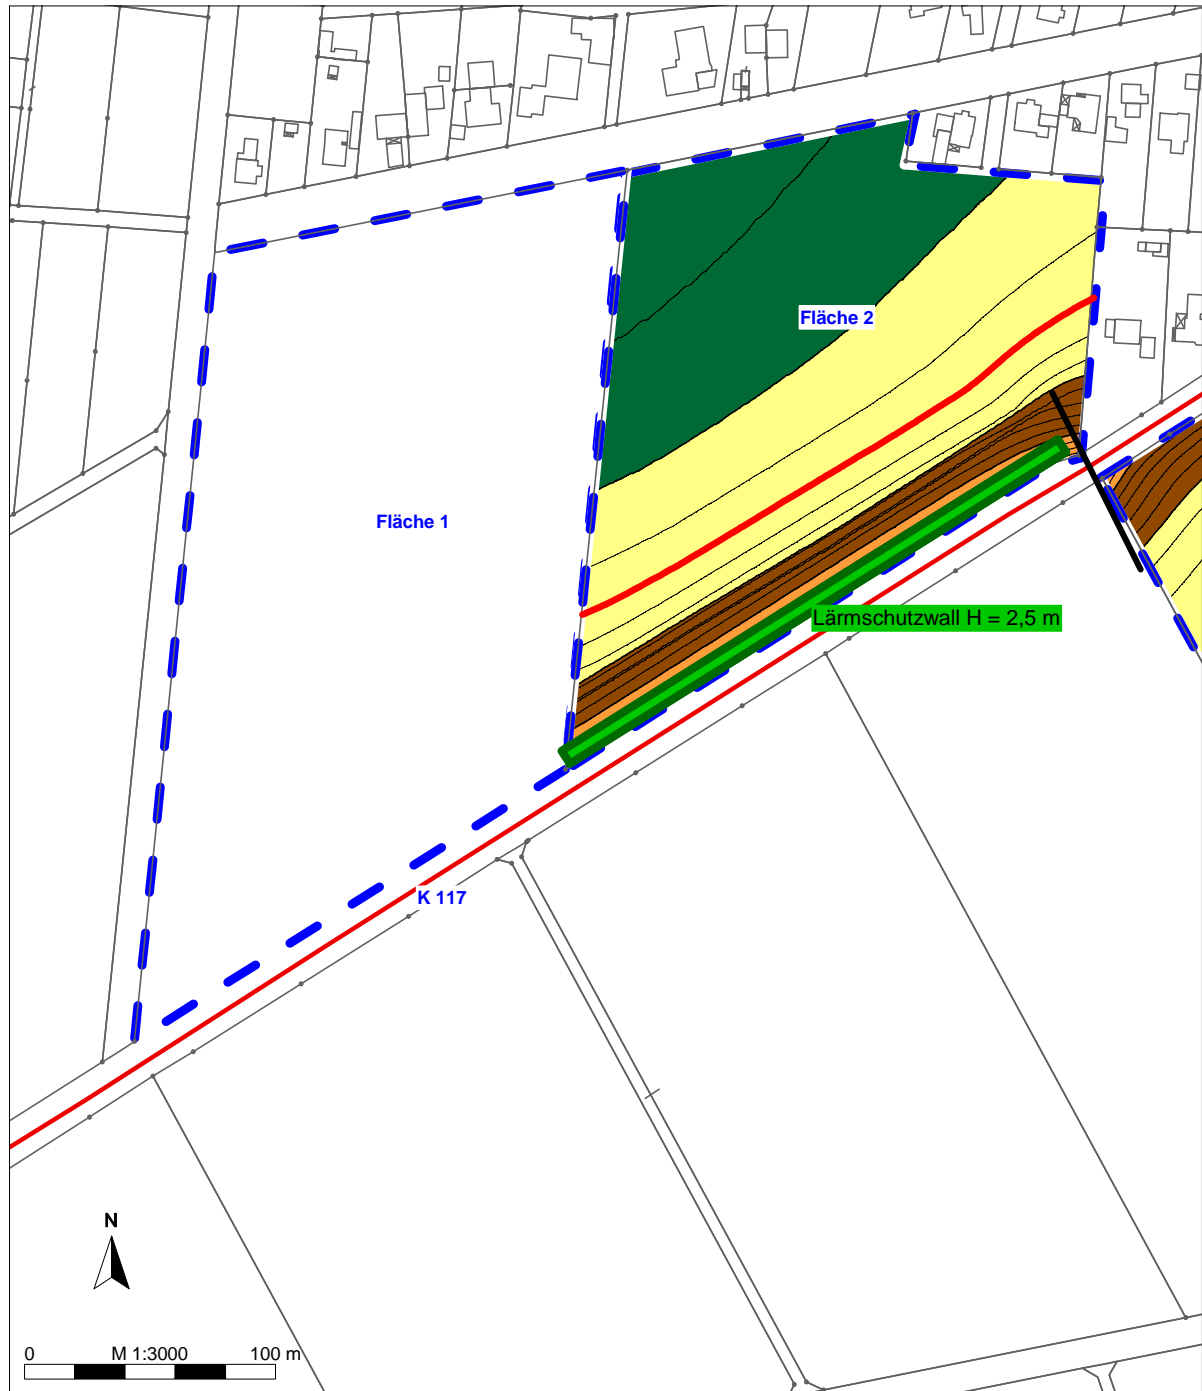 Fläche 2
Fläche 1
Lärmschutzwall H = 2,5 m
K 117
N
0 M 1:3000 100 m